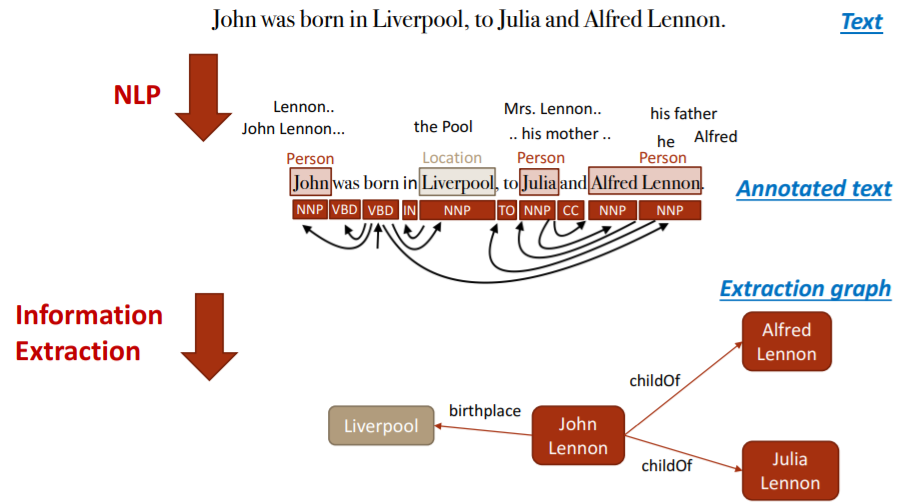 John was born in Liverpool, to Julia and Alfred Lennon.
Text
NLP
Lennon..
John Lennon...
the Pool
Mrs. Lennon..
.. his mother ..
his father
he Alfred
Person Location Person Person
John was born in Liverpool, to Julia and Alfred Lennon.
Annotated text
NNP VBD VBD IN NNP TO NNP CC NNP NNP
Extraction graph
Information
Extraction
Alfred
Lennon
childOf
birthplace
Liverpool
John
Lennon
childOf
Julia
Lennon